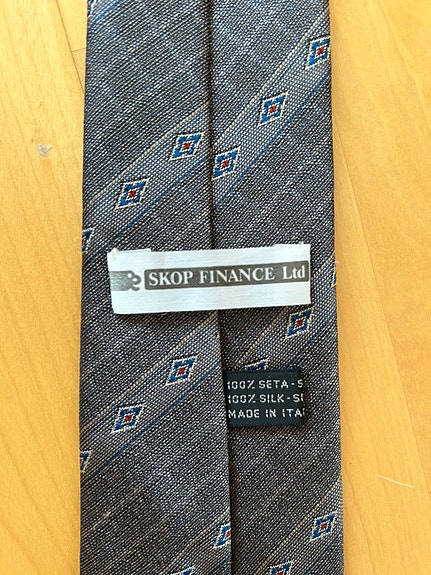 SKOP FINANCE Ltd
100% SETA - S
100% SILK - S
MADE IN ITA